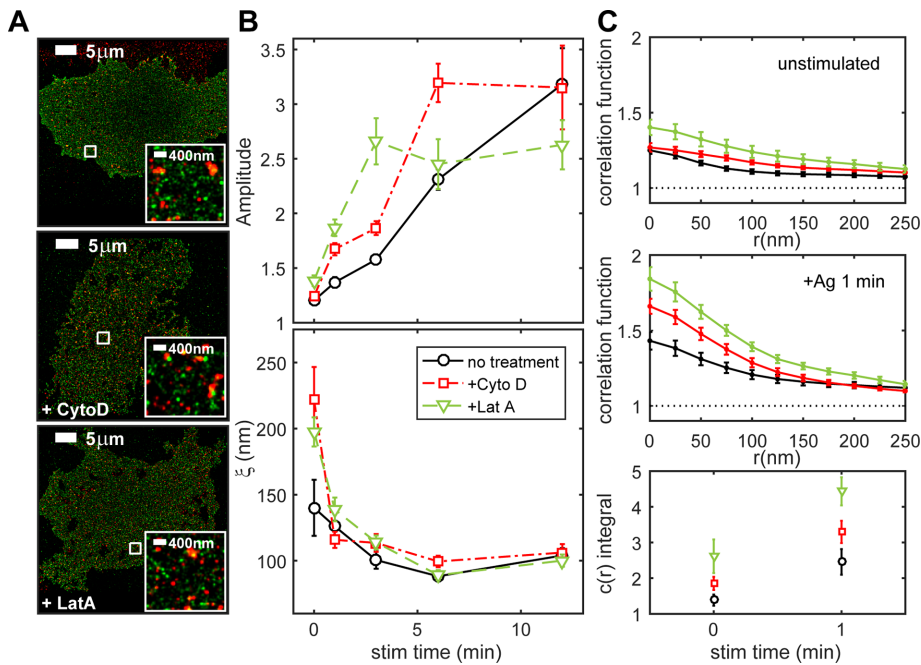 A
5μm
400nm
5μm
400nm
+ CytoD
5μm
400nm
+ LatA
B
Amplitude
3.5
3
2.5
2
1.5
1
ξ (nm)
250
200
150
100
no treatment
+Cyto D
+Lat A
0
5
10
stim time (min)
C
correlation function
2
1.5
1
unstimulated
0
50
100
150
200
250
r(nm)
correlation function
2
1.5
1
+Ag 1 min
0
50
100
150
200
250
r(nm)
c(r) integral
5
4
3
2
1
0
1
stim time (min)